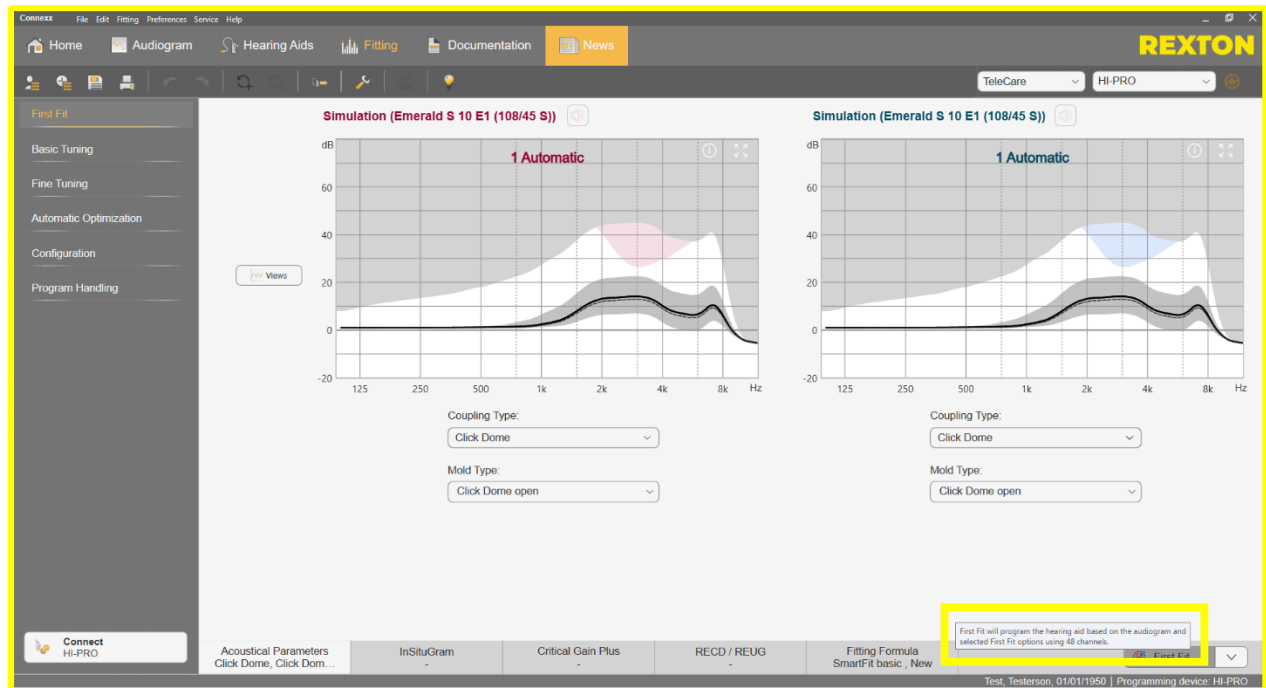 Connexx File Edit Fitting Preferences Service Help
Home Audiogram Hearing Aids Fitting Documentation News
REXTON
TeleCare HI-PRO
First Fit
Basic Tuning
Fine Tuning
Automatic Optimization
Configuration
Program Handling
Simulation (Emerald S 10 E1 (108/45 S))
dB
1 Automatic
60
40
20
0
-20
125 250 500 1k 2k 4k 8k Hz
Views
Coupling Type:
Click Dome
Mold Type:
Click Dome open
Simulation (Emerald S 10 E1 (108/45 S))
dB
1 Automatic
60
40
20
0
-20
125 250 500 1k 2k 4k 8k Hz
Coupling Type:
Click Dome
Mold Type:
Click Dome open
First Fit will program the hearing aid based on the audiogram and
selected First Fit options using 48 channels.
First Fit
Connect
HI-PRO
Acoustical Parameters
Click Dome, Click Dom...
InSituGram
-
Critical Gain Plus
-
RECD / REUG
-
Fitting Formula
SmartFit basic , New
Test, Testerson, 01/01/1950 | Programming device: HI-PRO